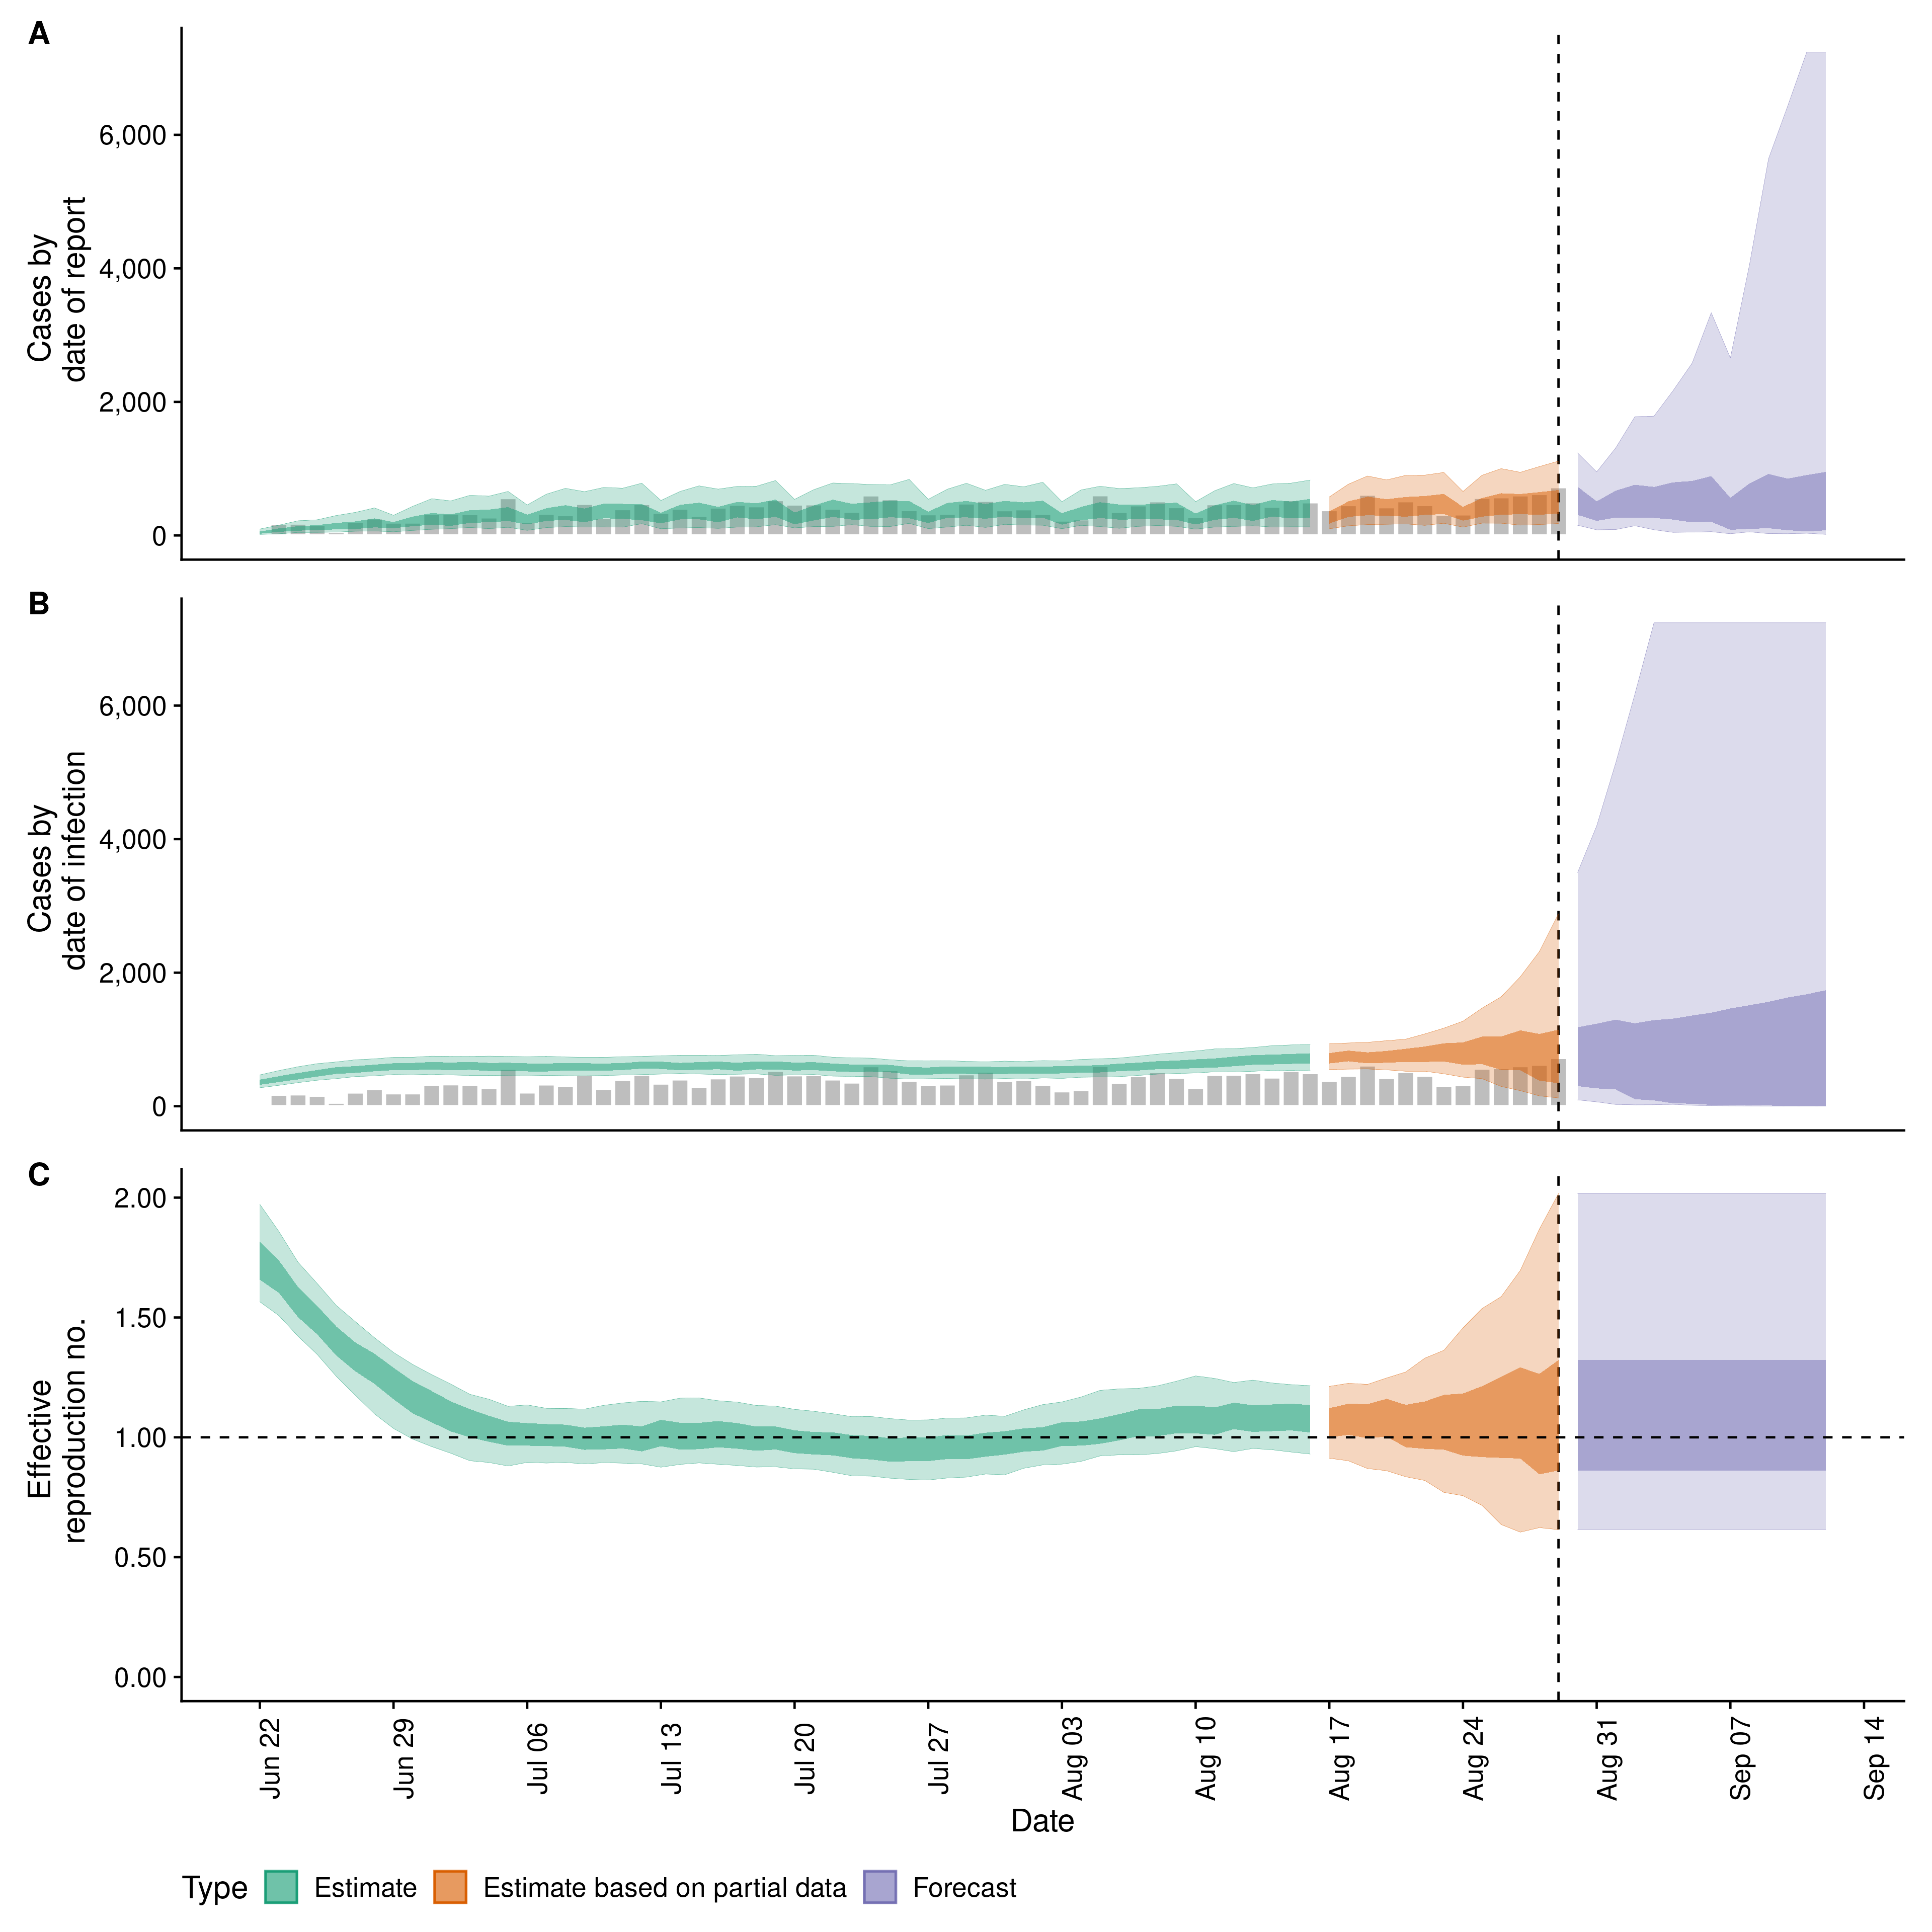 A
Cases by
date of report
6,000
4,000
2,000
0
B
Cases by
date of infection
6,000
4,000
2,000
0
C
Effective
reproduction no.
2.00
1.50
1.00
0.50
0.00
Jun 22
Jun 29
Jul 06
Jul 13
Jul 20
Jul 27
Aug 03
Aug 10
Aug 17
Aug 24
Aug 31
Sep 07
Sep 14
Date
Type Estimate Estimate based on partial data Forecast